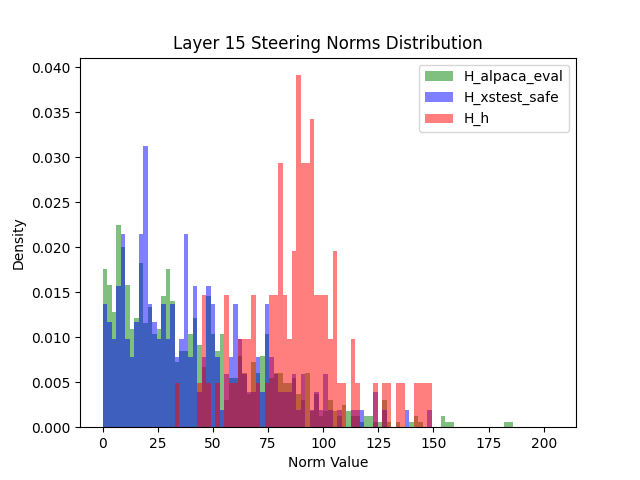 Layer 15 Steering Norms Distribution
H_alpaca_eval
H_xstest_safe
H_h
Density
0.040
0.035
0.030
0.025
0.020
0.015
0.010
0.005
0.000
0 25 50 75 100 125 150 175 200
Norm Value